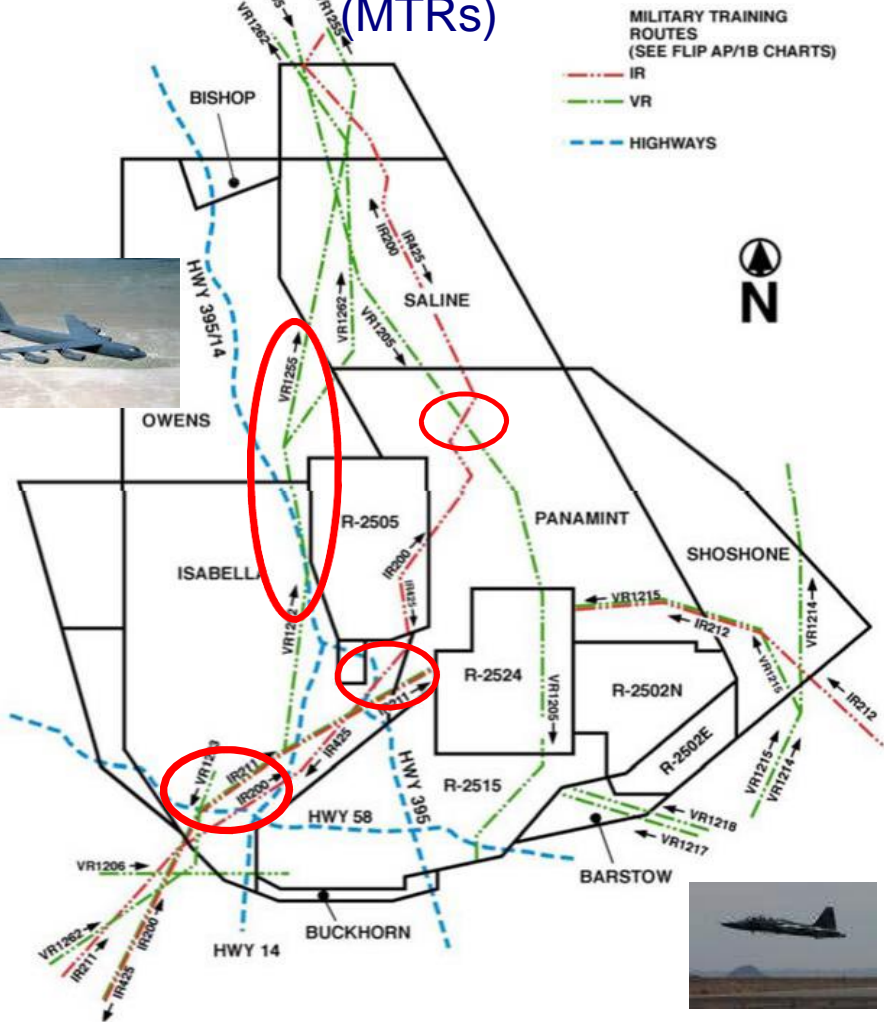 (MTRs)
VR1262
VR1255
MILITARY TRAINING
ROUTES
(SEE FLIP AP/1B CHARTS)
IR
VR
HIGHWAYS
BISHOP
HWY 395/14
IR200
IR425
SALINE
N
VR1262
VR1205
VR1255
OWENS
R-2505
PANAMINT
SHOSHONE
ISABELLA
IR200
IR425
VR1215
IR212
VR1214
VR1215
IR212
R-2524
VR1205
R-2502N
R-2502E
IR211
IR425
IR211
IR200
HWY 395
R-2515
VR1215
VR1214
HWY 58
VR1218
VR1217
VR1206
BARSTOW
BUCKHORN
HWY 14
VR1262
IR211
IR200
IR425